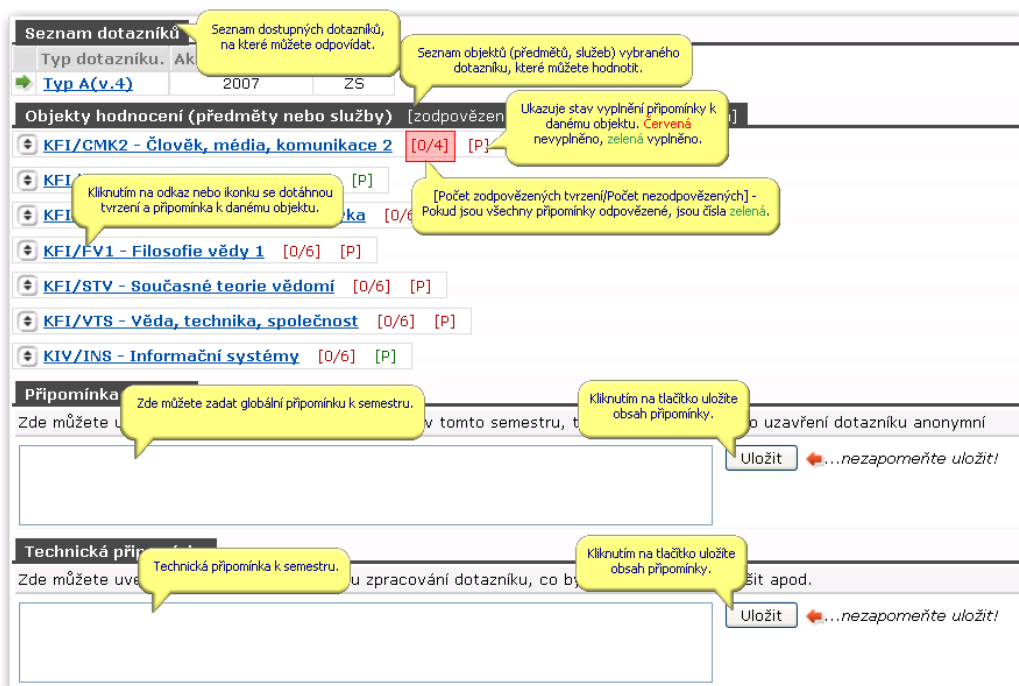 Seznam dotazníků
Seznam dostupných dotazníků,
na které můžete odpovídat.
Typ dotazníku. Ak
Typ A(v.4) 2007 ZS
Seznam objektů (předmětů, služeb) vybraného
dotazníku, které můžete hodnotit.
Objekty hodnocení (předměty nebo služby) [zodpovězen
Ukazuje stav vyplnění připomínky k
danému objektu. Červená
nevyplněno, zelená vyplněno.
KFI/CMK2 - Člověk, média, komunikace 2 [0/4] [P]
KFI [P]
Kliknutím na odkaz nebo ikonku se dotáhnou
tvrzení a připomínka k danému objektu.
[Počet zodpovězených tvrzení/Počet nezodpovězených] -
Pokud jsou všechny připomínky odpovězené, jsou čísla zelená.
KFI ka [0/6
KFI/FV1 - Filosofie vědy 1 [0/6] [P]
KFI/STV - Současné teorie vědomí [0/6] [P]
KFI/VTS - Věda, technika, společnost [0/6] [P]
KIV/INS - Informační systémy [0/6] [P]
Připomínka
Zde můžete zadat globální připomínku k semestru.
Kliknutím na tlačítko uložíte
obsah připomínky.
Zde můžete u v tomto semestru, t o uzavření dotazníku anonymní
Uložit ...nezapomeňte uložit!
Technická přip
Technická připomínka k semestru.
Kliknutím na tlačítko uložíte
obsah připomínky.
Zde můžete uve u zpracování dotazníku, co by šit apod.
Uložit ...nezapomeňte uložit!